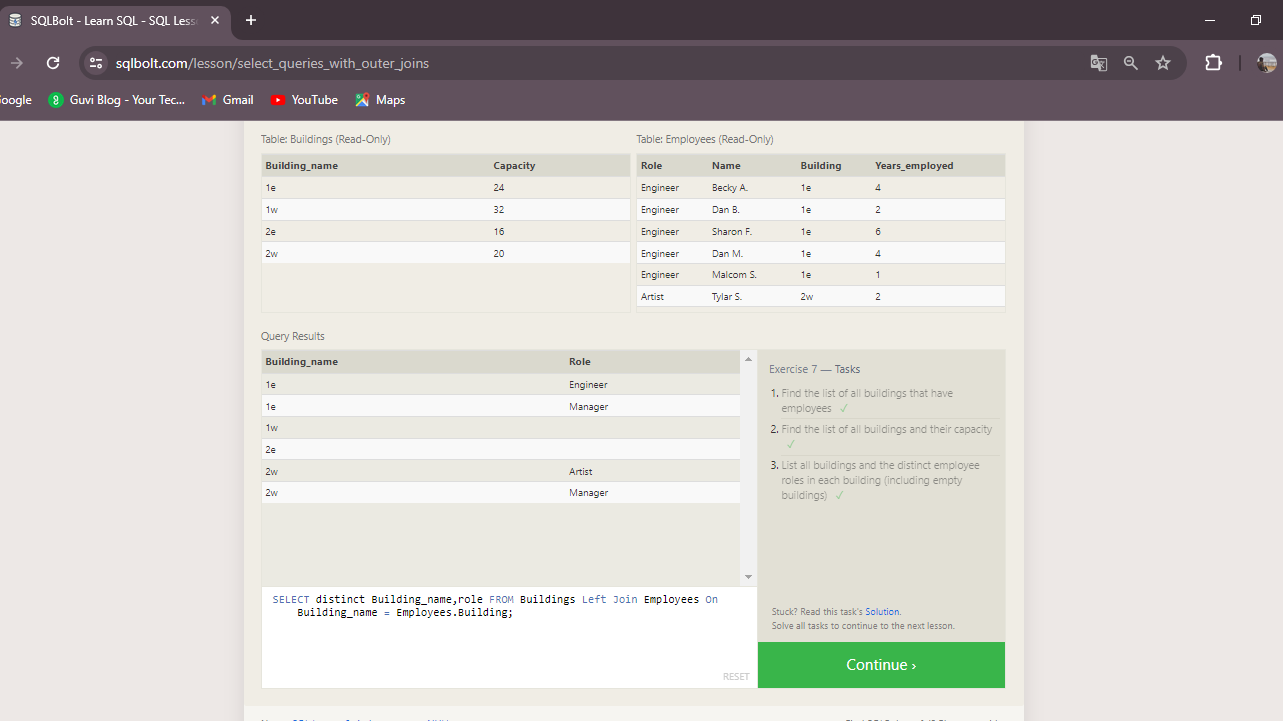 SQLBolt - Learn SQL - SQL Less
sqlbolt.com/lesson/select_queries_with_outer_joins
oogle Guvi Blog - Your Tec... Gmail YouTube Maps
Table: Buildings (Read-Only)
Building_name Capacity
1e 24
1w 32
2e 16
2w 20
Table: Employees (Read-Only)
Role Name Building Years_employed
Engineer Becky A. 1e 4
Engineer Dan B. 1e 2
Engineer Sharon F. 1e 6
Engineer Dan M. 1e 4
Engineer Malcom S. 1e 1
Artist Tylar S. 2w 2
Query Results
Building_name Role
1e Engineer
1e Manager
1w
2e
2w Artist
2w Manager
SELECT distinct Building_name,role FROM Buildings Left Join Employees On
Building_name = Employees.Building;
RESET
Exercise 7 — Tasks
1. Find the list of all buildings that have
employees ✓
2. Find the list of all buildings and their capacity
✓
3. List all buildings and the distinct employee
roles in each building (including empty
buildings) ✓
Stuck? Read this task's Solution.
Solve all tasks to continue to the next lesson.
Continue ›